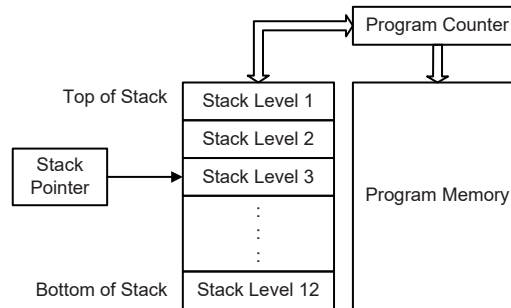 Program Counter
Top of Stack
Stack Level 1
Stack Level 2
Stack
Pointer
Stack Level 3
Program Memory
:
:
:
Bottom of Stack
Stack Level 12